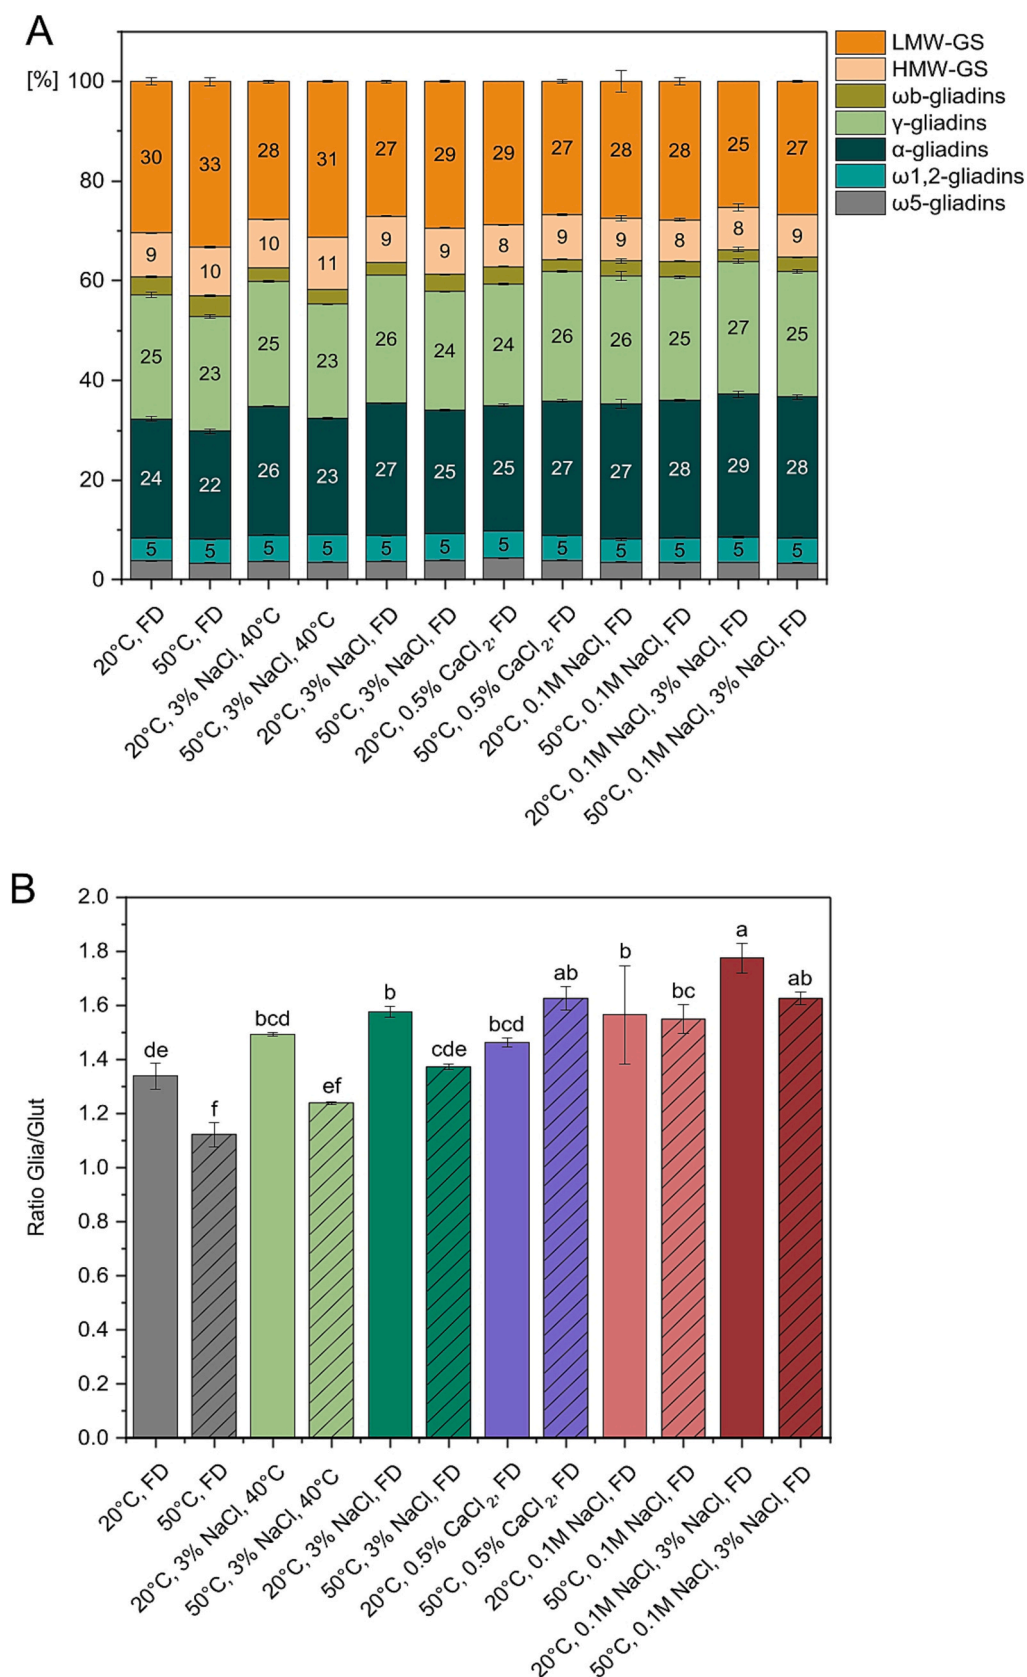 A
[%]
100
80
60
40
20
0
30 33 28 31 27 29 29 27 28 28 25 27
9 10 10 11 9 9 8 9 9 8 8 9
25 23 25 23 26 24 24 26 26 25 27 25
24 22 26 23 27 25 25 27 27 28 29 28
5 5 5 5 5 5 5 5 5 5 5 5
LMW-GS
HMW-GS
ωb-gliadins
γ-gliadins
α-gliadins
ω1,2-gliadins
ω5-gliadins
20°C, FD
50°C, FD
20°C, 3% NaCl, 40°C
50°C, 3% NaCl, 40°C
20°C, 3% NaCl, FD
50°C, 3% NaCl, FD
20°C, 0.5% CaCl₂, FD
50°C, 0.5% CaCl₂, FD
20°C, 0.1M NaCl, FD
50°C, 0.1M NaCl, FD
20°C, 0.1M NaCl, 3% NaCl, FD
50°C, 0.1M NaCl, 3% NaCl, FD
B
Ratio Glia/Glut
2.0
1.8
1.6
1.4
1.2
1.0
0.8
0.6
0.4
0.2
0.0
de f bcd ef b cde bcd ab b bc a ab
20°C, FD
50°C, FD
20°C, 3% NaCl, 40°C
50°C, 3% NaCl, 40°C
20°C, 3% NaCl, FD
50°C, 3% NaCl, FD
20°C, 0.5% CaCl₂, FD
50°C, 0.5% CaCl₂, FD
20°C, 0.1M NaCl, FD
50°C, 0.1M NaCl, FD
20°C, 0.1M NaCl, 3% NaCl, FD
50°C, 0.1M NaCl, 3% NaCl, FD